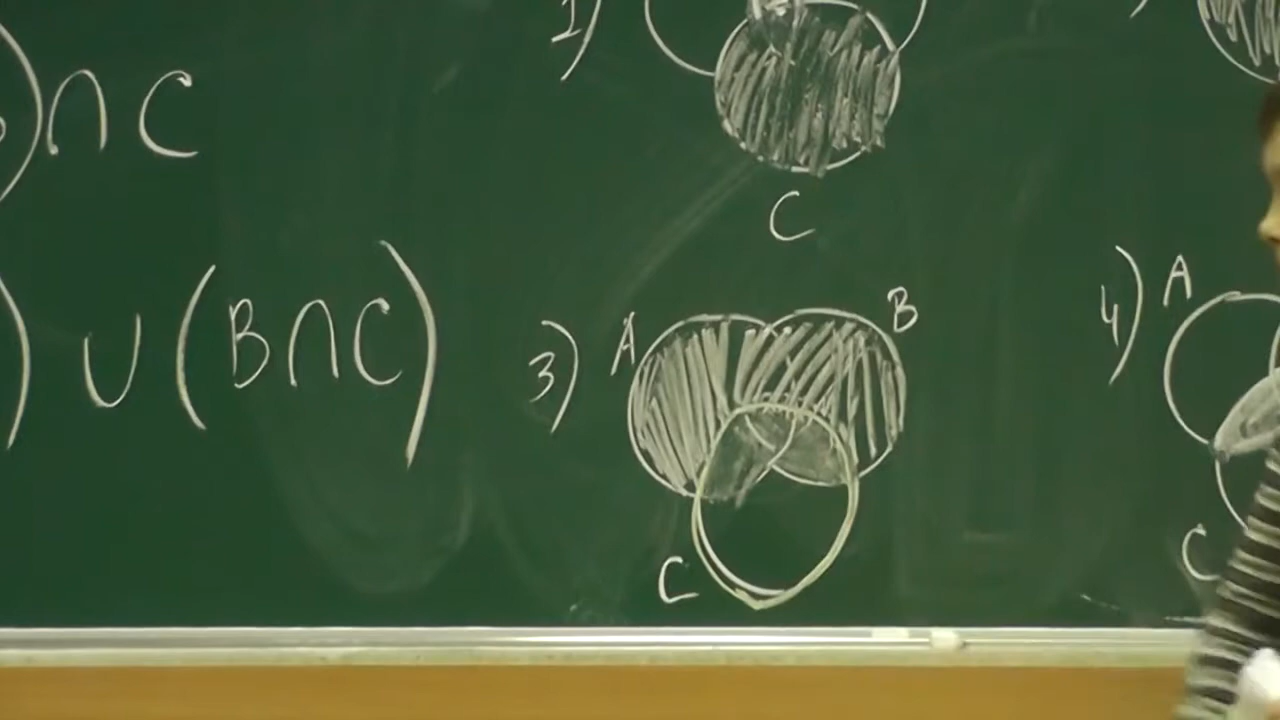 ) ∩ C
) ∪ (B∩C)
1)
C
3) A B
C
4) A
C